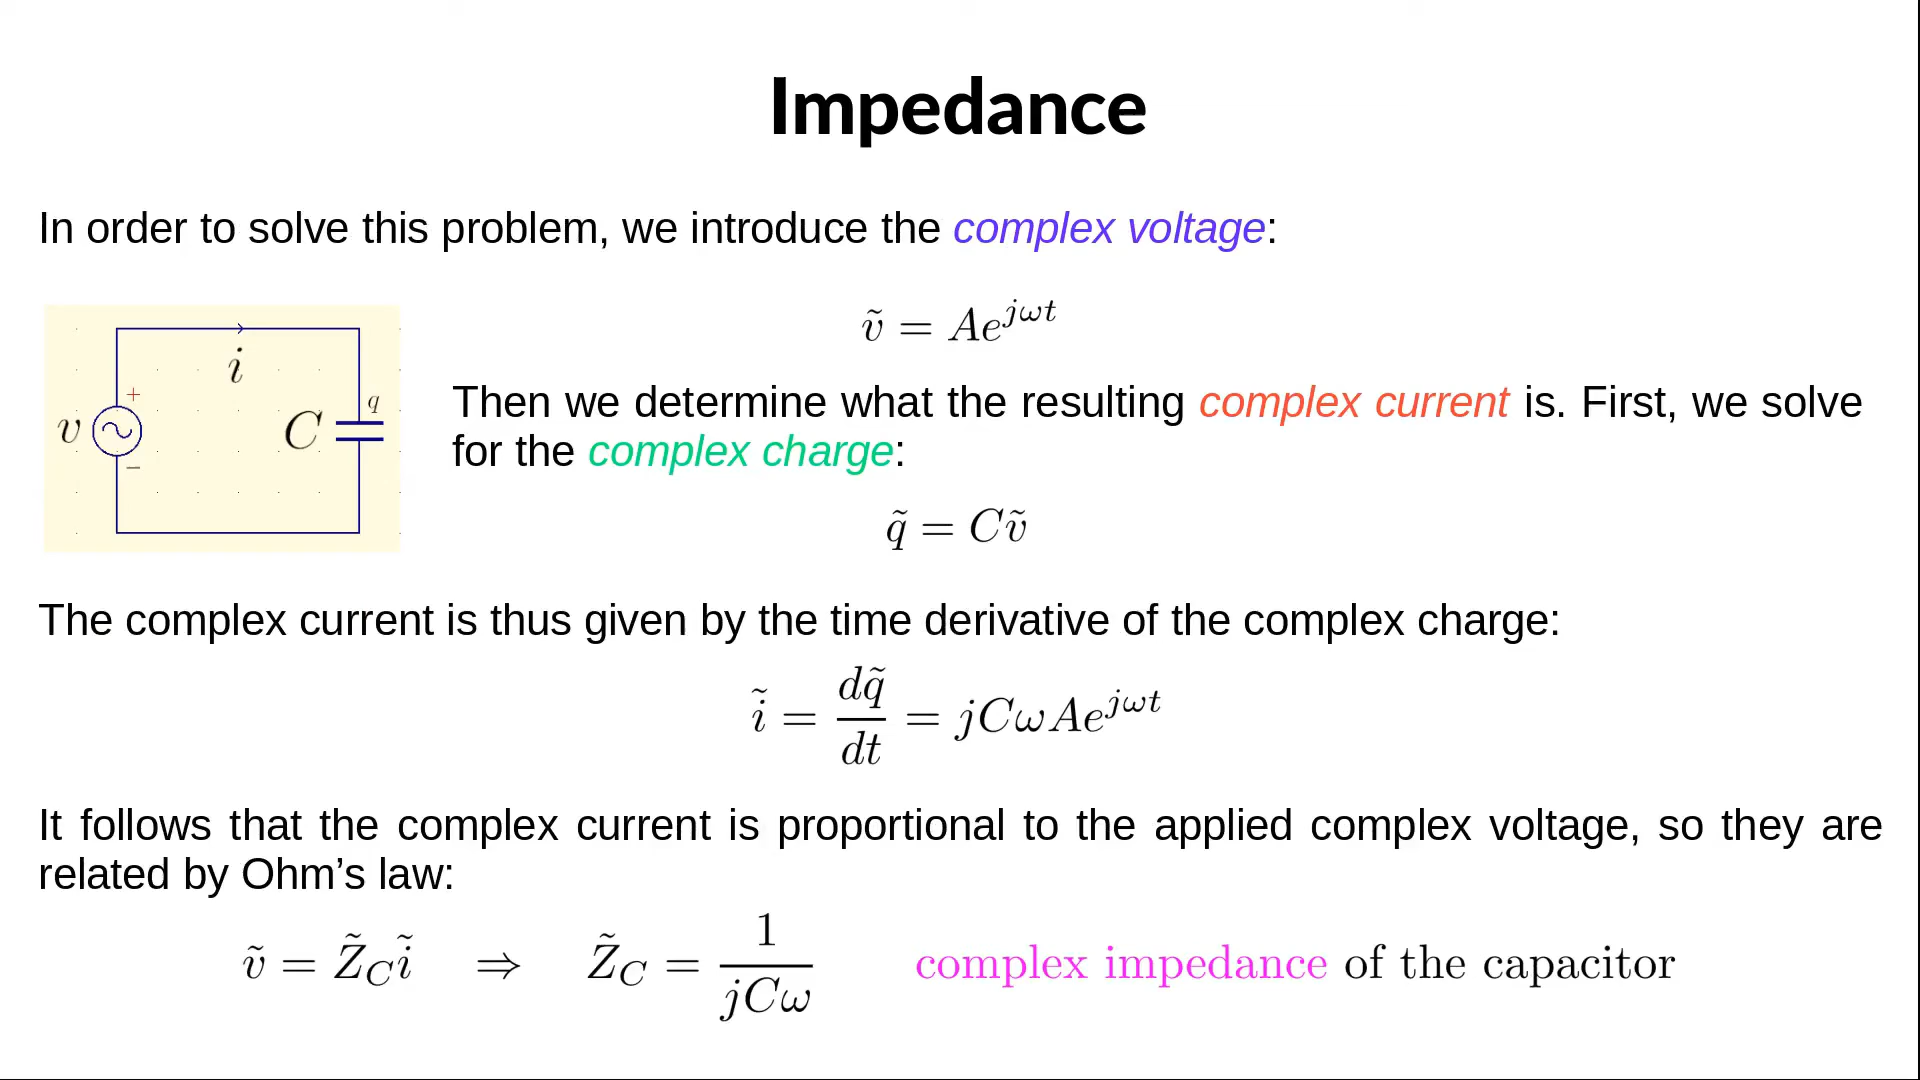 Impedance
In order to solve this problem, we introduce the complex voltage:
ṽ = Ae^{jωt}
i
+
q
v
C
−
Then we determine what the resulting complex current is. First, we solve
for the complex charge:
q̃ = Cṽ
The complex current is thus given by the time derivative of the complex charge:
ĩ = dq̃/dt = jCωAe^{jωt}
It follows that the complex current is proportional to the applied complex voltage, so they are
related by Ohm’s law:
ṽ = Z̃_C ĩ ⇒ Z̃_C = 1/(jCω) complex impedance of the capacitor